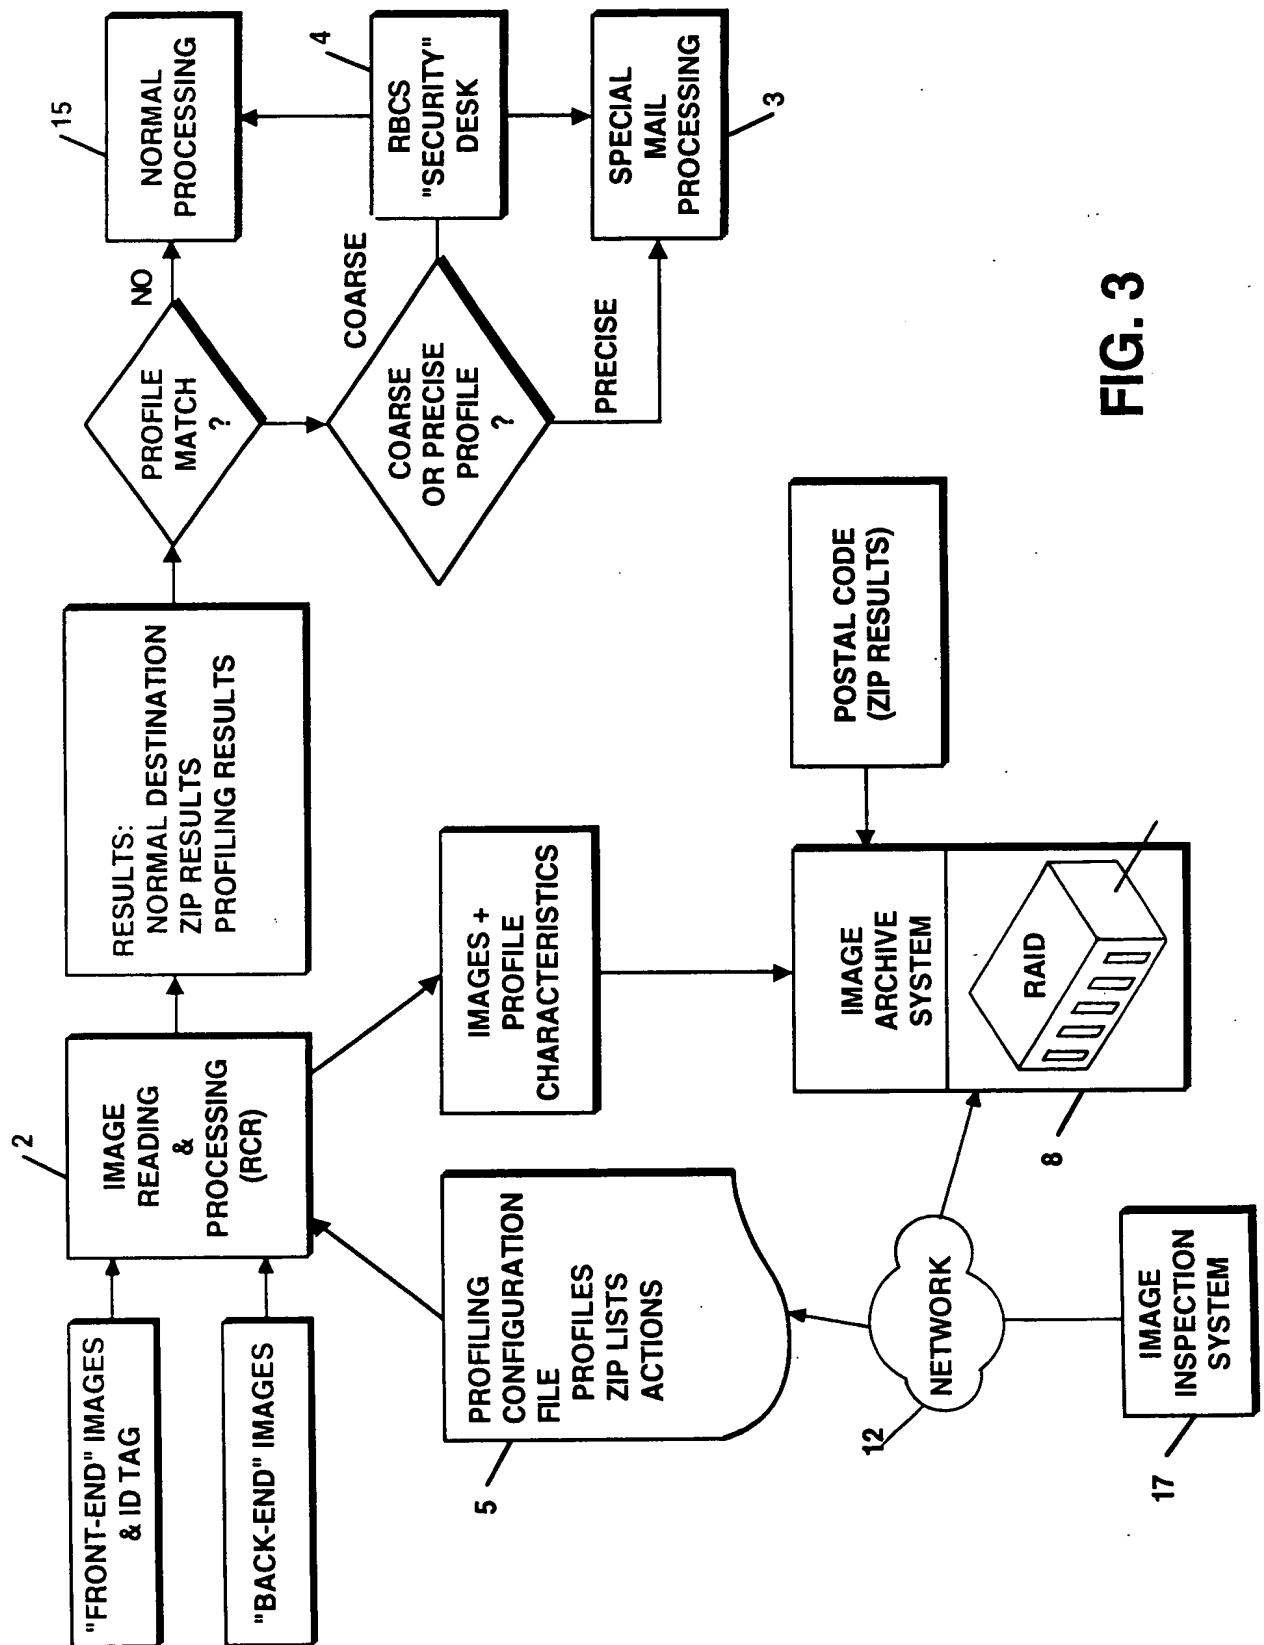 "FRONT-END" IMAGES
& ID TAG
"BACK-END" IMAGES
2
IMAGE
READING
&
PROCESSING
(RCR)
RESULTS:
NORMAL DESTINATION
ZIP RESULTS
PROFILING RESULTS
PROFILE
MATCH
?
NO
15
NORMAL
PROCESSING
COARSE
OR PRECISE
PROFILE
?
COARSE
4
RBCS
"SECURITY"
DESK
PRECISE
SPECIAL
MAIL
PROCESSING
3
PROFILING
CONFIGURATION
FILE PROFILES
ZIP LISTS
ACTIONS
5
IMAGES +
PROFILE
CHARACTERISTICS
IMAGE
ARCHIVE
SYSTEM
RAID
8
POSTAL CODE
(ZIP RESULTS)
NETWORK
12
IMAGE
INSPECTION
SYSTEM
17
FIG. 3